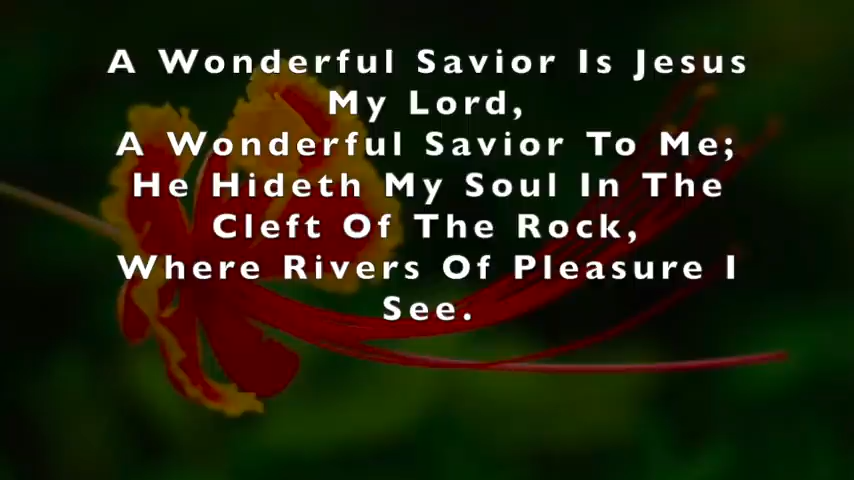 A Wonderful Savior Is Jesus
My Lord,
A Wonderful Savior To Me;
He Hideth My Soul In The
Cleft Of The Rock,
Where Rivers Of Pleasure I
See.